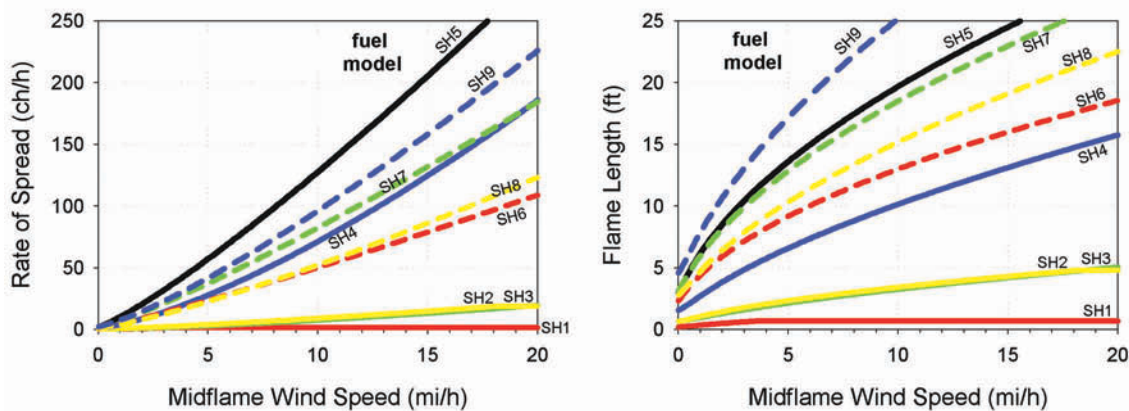 250
200
150
100
50
0
Rate of Spread (ch/h)
fuel
model
SH5
SH9
SH7
SH4
SH8
SH6
SH2 SH3
SH1
0 5 10 15 20
Midflame Wind Speed (mi/h)
25
20
15
10
5
0
Flame Length (ft)
fuel
model
SH9
SH5
SH7
SH8
SH6
SH4
SH2 SH3
SH1
0 5 10 15 20
Midflame Wind Speed (mi/h)